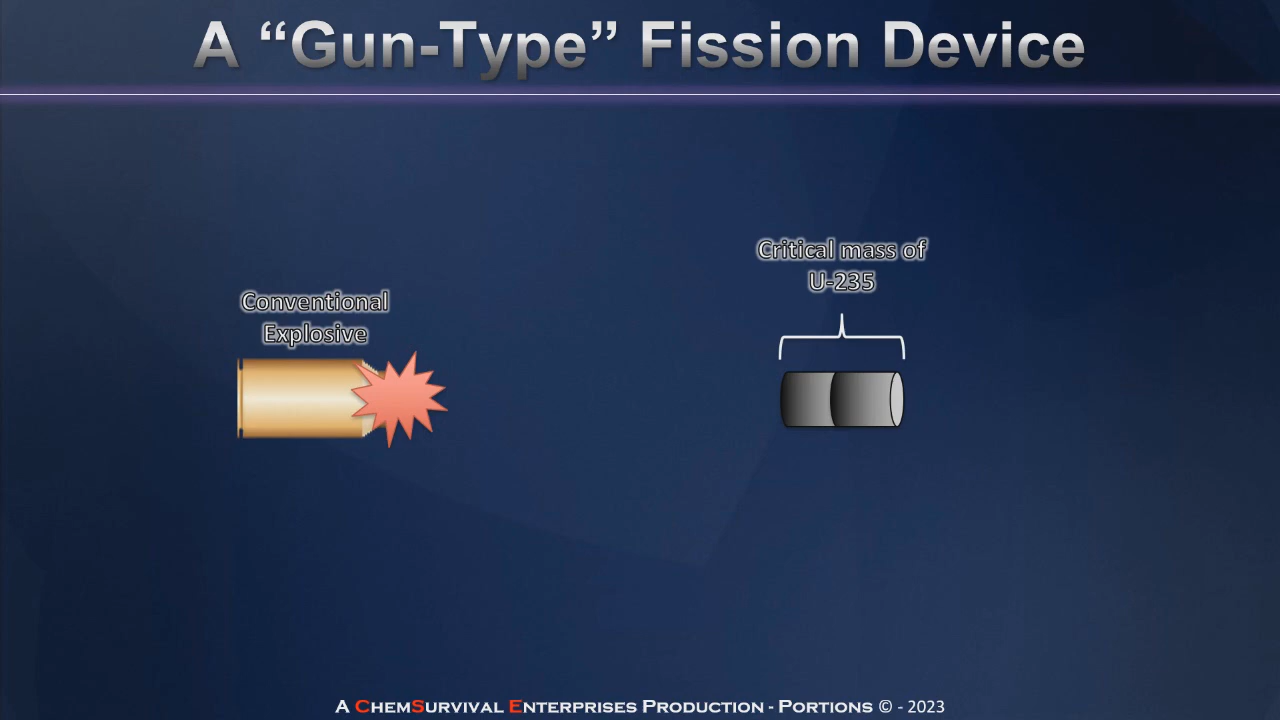 A “Gun-Type” Fission Device
Critical mass of
U-235
Conventional
Explosive
A ChemSurvival Enterprises Production - Portions © - 2023